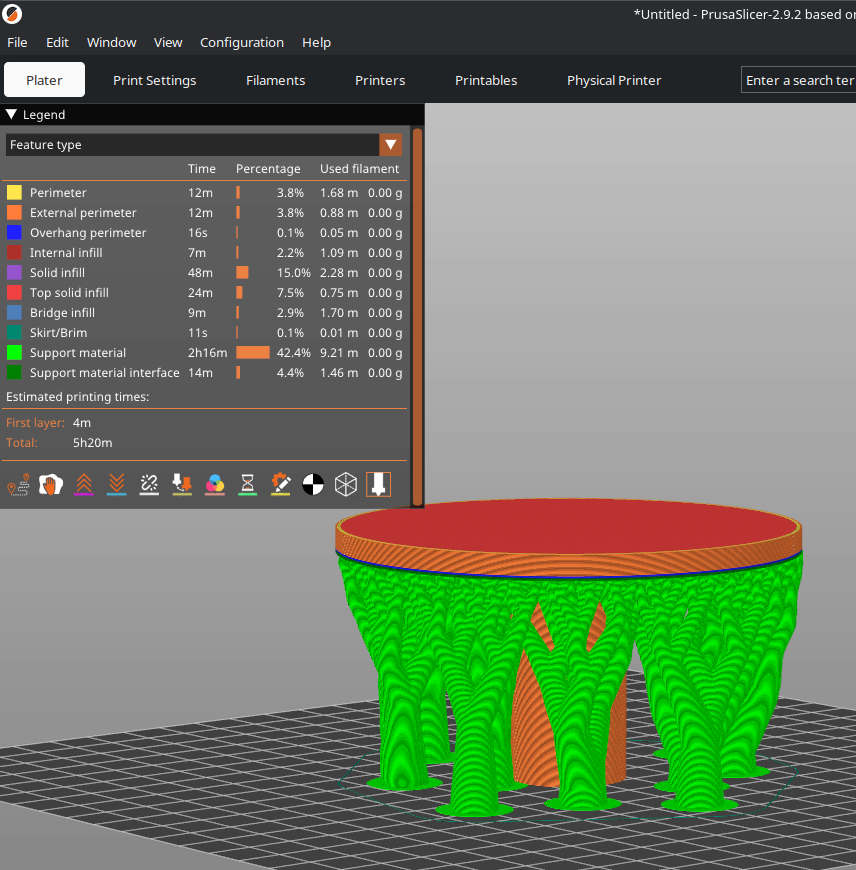 *Untitled - PrusaSlicer-2.9.2 based
File Edit Window View Configuration Help
Plater Print Settings Filaments Printers Printables Physical Printer Enter a search
Legend
Feature type
Time Percentage Used filament
Perimeter 12m 3.8% 1.68 m 0.00 g
External perimeter 12m 3.8% 0.88 m 0.00 g
Overhang perimeter 16s 0.1% 0.05 m 0.00 g
Internal infill 7m 2.2% 1.09 m 0.00 g
Solid infill 48m 15.0% 2.28 m 0.00 g
Top solid infill 24m 7.5% 0.75 m 0.00 g
Bridge infill 9m 2.9% 1.70 m 0.00 g
Skirt/Brim 11s 0.1% 0.01 m 0.00 g
Support material 2h16m 42.4% 9.21 m 0.00 g
Support material interface 14m 4.4% 1.46 m 0.00 g
Estimated printing times:
First layer: 4m
Total: 5h20m